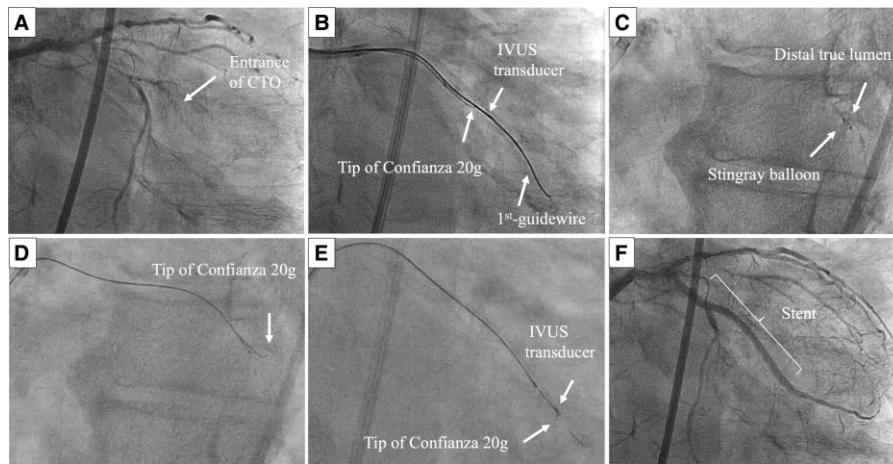 A
Entrance
of CTO
B
IVUS
transducer
Tip of Confianza 20g
1st-guidewire
C
Distal true lumen
Stingray balloon
D
Tip of Confianza 20g
E
IVUS
transducer
Tip of Confianza 20g
F
Stent